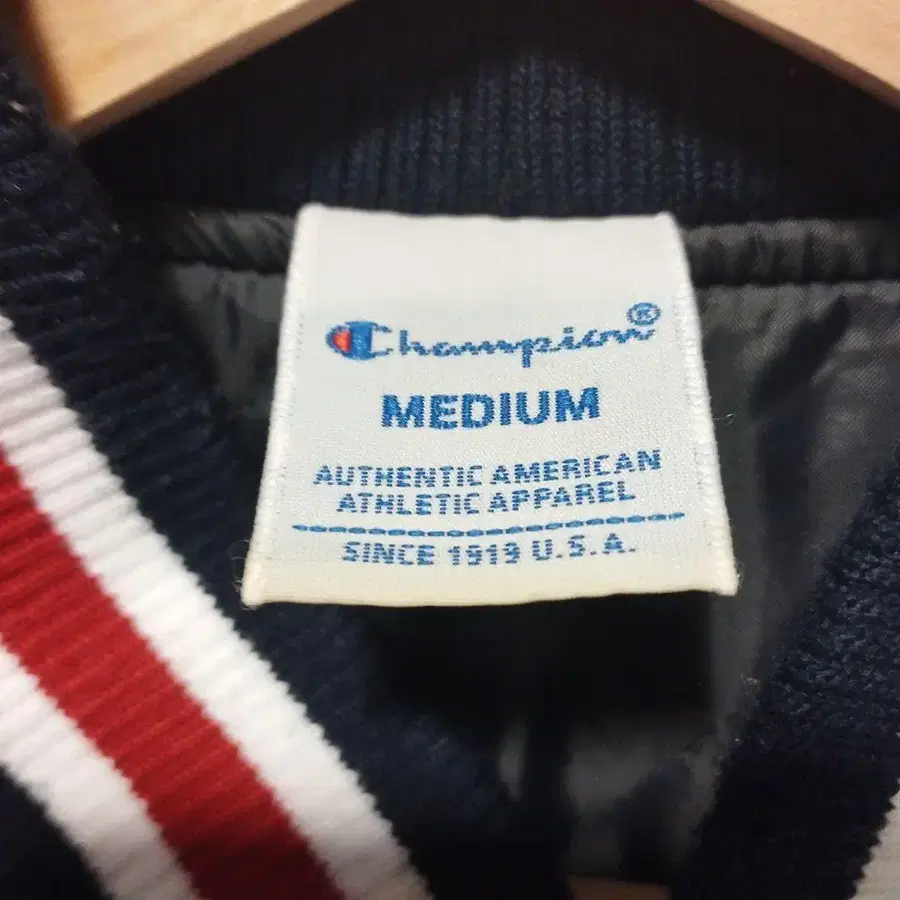 Champion®
MEDIUM
AUTHENTIC AMERICAN
ATHLETIC APPAREL
SINCE 1919 U.S.A.